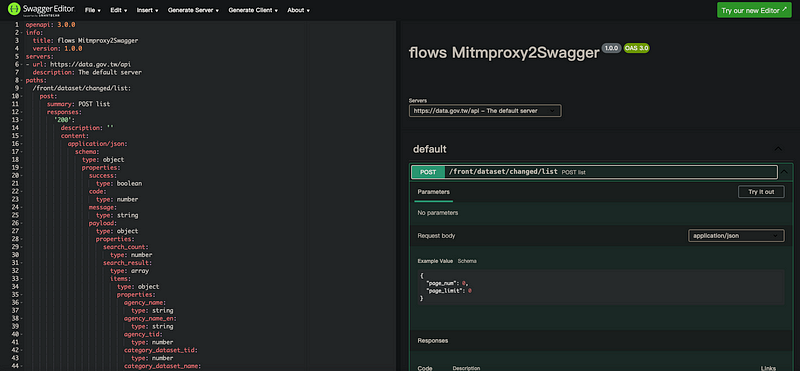 Swagger Editor
Supported by SMARTBEAR
File
Edit
Insert
Generate Server
Generate Client
About
Try our new Editor
1 openapi: 3.0.0
2 info:
3 title: flows Mitmproxy2Swagger
4 version: 1.0.0
5 servers:
6 - url: https://data.gov.tw/api
7 description: The default server
8 paths:
9 /front/dataset/changed/list:
10 post:
11 summary: POST list
12 responses:
13 '200':
14 description: ''
15 content:
16 application/json:
17 schema:
18 type: object
19 properties:
20 success:
21 type: boolean
22 code:
23 type: number
24 message:
25 type: string
26 payload:
27 type: object
28 properties:
29 search_count:
30 type: number
31 search_result:
32 type: array
33 items:
34 type: object
35 properties:
36 agency_name:
37 type: string
38 agency_name_en:
39 type: string
40 agency_tid:
41 type: number
42 category_dataset_tid:
43 type: number
44 category_dataset_name:
flows Mitmproxy2Swagger 1.0.0 OAS 3.0
Servers
https://data.gov.tw/api – The default server
default
POST /front/dataset/changed/list POST list
Parameters
Try it out
No parameters
Request body
application/json
Example Value Schema
{
"page_num": 0,
"page_limit": 0
}
Responses
Code Description Links